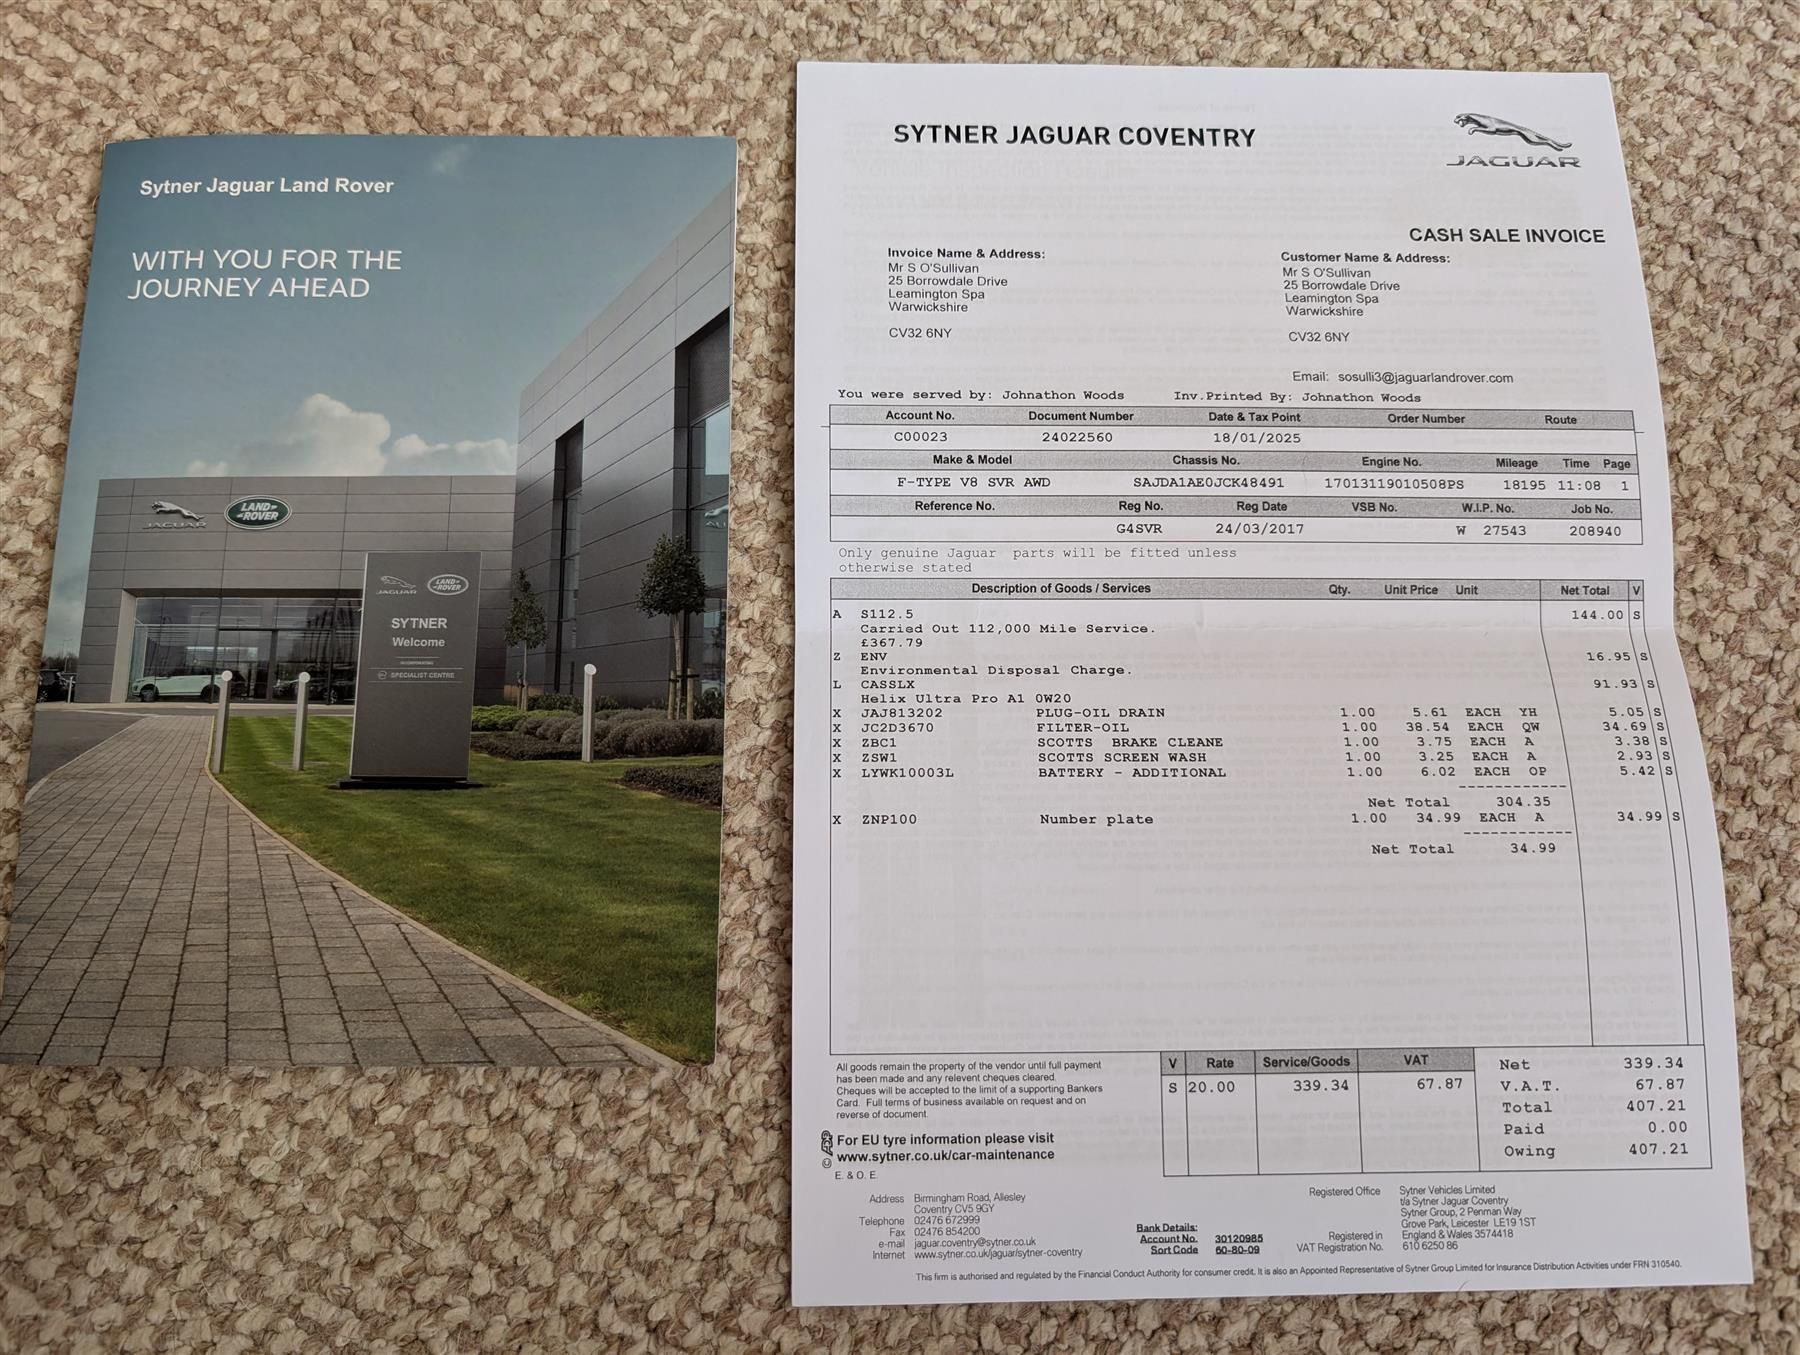 Sytner Jaguar Land Rover
WITH YOU FOR THE
JOURNEY AHEAD
JAGUAR
LAND ROVER
JAGUAR
LAND ROVER
SYTNER
Welcome
INCORPORATING
SPECIALIST CENTRE
SYTNER JAGUAR COVENTRY
JAGUAR
CASH SALE INVOICE
Invoice Name & Address:
Mr S O'Sullivan
25 Borrowdale Drive
Leamington Spa
Warwickshire
CV32 6NY
Customer Name & Address:
Mr S O'Sullivan
25 Borrowdale Drive
Leamington Spa
Warwickshire
CV32 6NY
Email: sosulli3@jaguarlandrover.com
You were served by: Johnathon Woods Inv.Printed By: Johnathon Woods
Account No. Document Number Date & Tax Point Order Number Route
C00023 24022560 18/01/2025
Make & Model Chassis No. Engine No. Mileage Time Page
F-TYPE V8 SVR AWD SAJDA1AE0JCK48491 17013119010508PS 18195 11:08 1
Reference No. Reg No. Reg Date VSB No. W.I.P. No. Job No.
G4SVR 24/03/2017 W 27543 208940
Only genuine Jaguar parts will be fitted unless
otherwise stated
Description of Goods / Services Qty. Unit Price Unit Net Total V
A S112.5 144.00 S
Carried Out 112,000 Mile Service.
£367.79
Z ENV 16.95 S
Environmental Disposal Charge.
L CASSLX 91.93 S
Helix Ultra Pro A1 0W20
X JAJ813202 PLUG-OIL DRAIN 1.00 5.61 EACH YH 5.05 S
X JC2D3670 FILTER-OIL 1.00 38.54 EACH QW 34.69 S
X ZBC1 SCOTTS BRAKE CLEANE 1.00 3.75 EACH A 3.38 S
X ZSW1 SCOTTS SCREEN WASH 1.00 3.25 EACH A 2.93 S
X LYWK10003L BATTERY - ADDITIONAL 1.00 6.02 EACH OP 5.42 S
------------
Net Total 304.35
X ZNP100 Number plate 1.00 34.99 EACH A 34.99 S
------------
Net Total 34.99
All goods remain the property of the vendor until full payment
has been made and any relevent cheques cleared.
Cheques will be accepted to the limit of a supporting Bankers
Card. Full terms of business available on request and on
reverse of document.
V Rate Service/Goods VAT
S 20.00 339.34 67.87
Net 339.34
V.A.T. 67.87
Total 407.21
Paid 0.00
Owing 407.21
For EU tyre information please visit
www.sytner.co.uk/car-maintenance
E. & O. E.
Address Birmingham Road, Allesley
Coventry CV5 9GY
Telephone 02476 672999
Fax 02476 854200
e-mail jaguar.coventry@sytner.co.uk
Internet www.sytner.co.uk/jaguar/sytner-coventry
Bank Details:
Account No. 30120985
Sort Code 60-80-09
Registered Office Sytner Vehicles Limited
t/a Sytner Jaguar Coventry
Sytner Group, 2 Penman Way
Grove Park, Leicester LE19 1ST
Registered in England & Wales 3574418
VAT Registration No. 610 6250 86
This firm is authorised and regulated by the Financial Conduct Authority for consumer credit. It is also an Appointed Representative of Sytner Group Limited for Insurance Distribution Activities under FRN 310540.